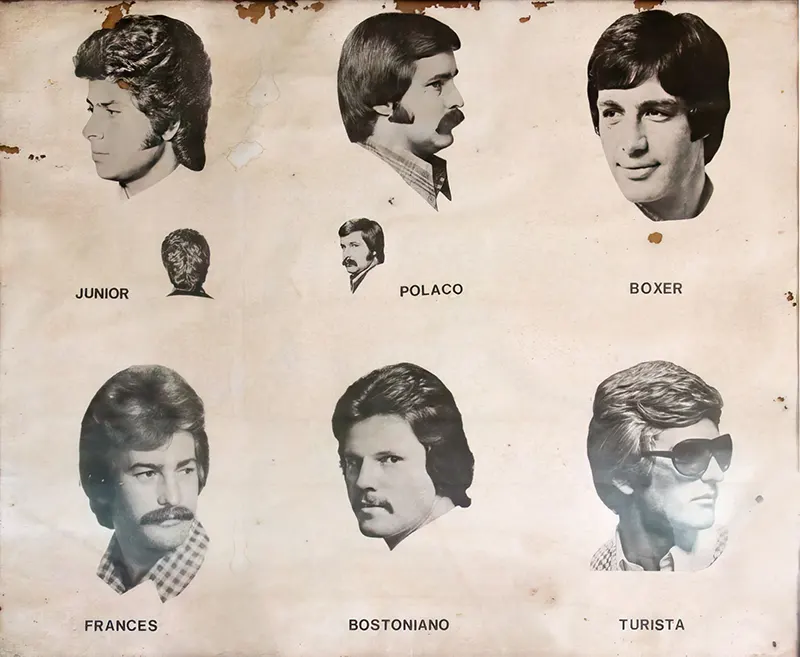 JUNIOR
POLACO
BOXER
FRANCES
BOSTONIANO
TURISTA